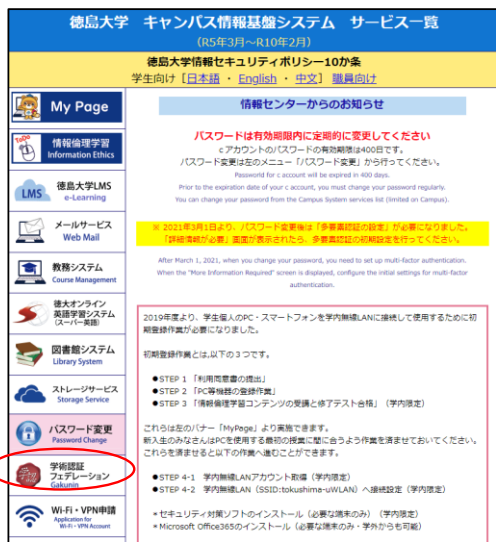 徳島大学　キャンパス情報基盤システム　サービス一覧
(R5年3月～R10年2月)
徳島大学情報セキュリティポリシー10か条
学生向け [日本語 ・ English ・ 中文] 職員向け
My Page
ToDo
情報倫理学習
Information Ethics
LMS
徳島大学LMS
e-Learning
メールサービス
Web Mail
教務システム
Course Management
徳大オンライン
英語学習システム
(スーパー英語)
図書館システム
Library System
ストレージサービス
Storage Service
パスワード変更
Password Change
学術認証
フェデレーション
Gakunin
Wi-Fi・VPN申請
Application for
Wi-Fi・VPN Account
情報センターからのお知らせ
パスワードは有効期限内に定期的に変更してください
cアカウントのパスワードの有効期限は400日です。
パスワード変更は左のメニュー「パスワード変更」から行ってください。
Password for c account will be expired in 400 days.
Prior to the expiration date of your c account, you must change your password regularly.
You can change your password from the Campus System services list (limited on Campus).
※ 2021年3月1日より、パスワード変更後は「多要素認証の設定」が必要になりました。
「詳細情報が必要」画面が表示されたら、多要素認証の初期設定を行ってください。
After March 1, 2021, when you change your password, you need to set up multi-factor authentication.
When the "More Information Required" screen is displayed, configure the initial settings for multi-factor
authentication.
2019年度より、学生個人のPC・スマートフォンを学内無線LANに接続して使用するために初
期登録作業が必要になりました。
初期登録作業とは,以下の３つです。
●STEP 1 「利用同意書の提出」
●STEP 2 「PC等機器の登録作業」
●STEP 3 「情報倫理学習コンテンツの受講と修了テスト合格」（学内限定）
これらは左のバナー「MyPage」より実施できます。
新入生のみなさんはPCを使用する最初の授業に間に合うよう作業を済ませておいてください。
これらを済ませると以下の作業へ進むことができます。
●STEP 4-1 学内無線LANアカウント取得（学内限定）
●STEP 4-2 学内無線LAN（SSID:tokushima-uWLAN）へ接続設定（学内限定）
＊セキュリティ対策ソフトのインストール（必要な端末のみ）（学内限定）
＊Microsoft Office365のインストール（必要な端末のみ・学外からも可能）